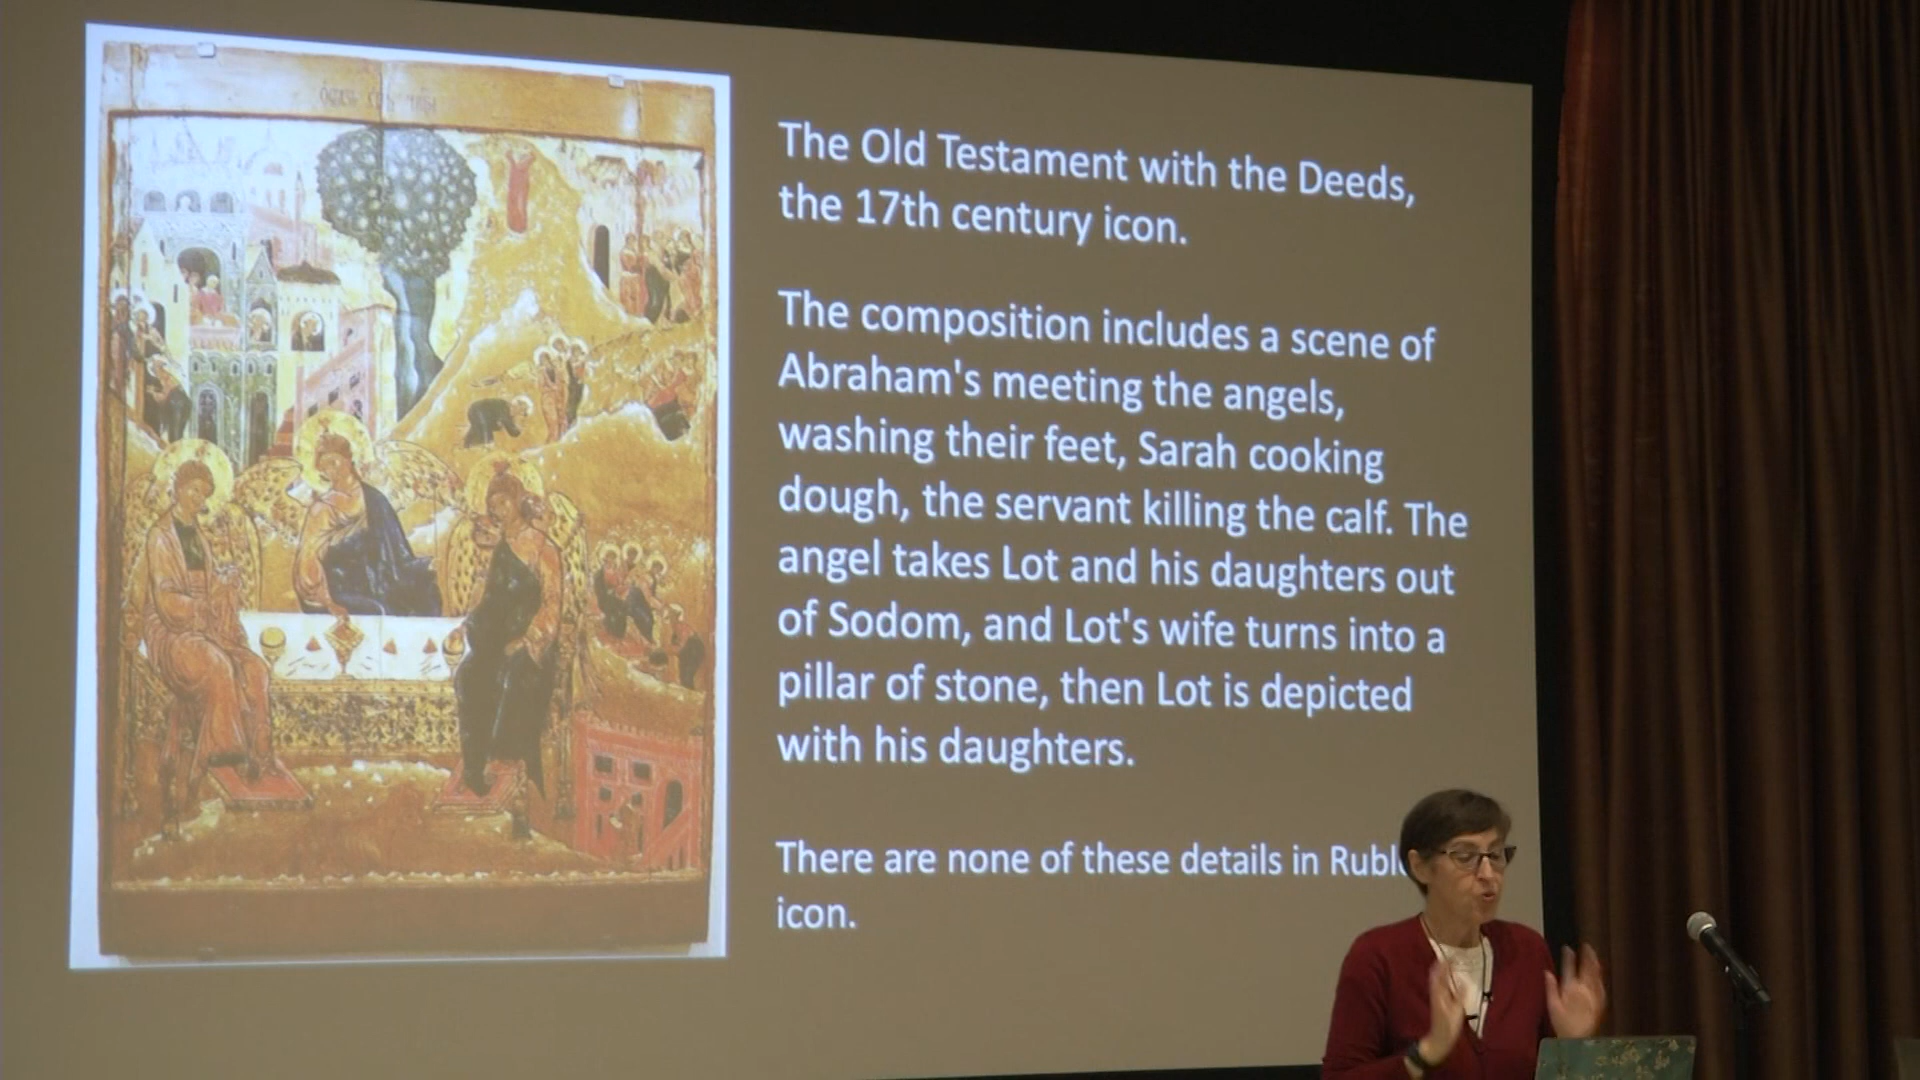 The Old Testament with the Deeds,
the 17th century icon.
The composition includes a scene of
Abraham's meeting the angels,
washing their feet, Sarah cooking
dough, the servant killing the calf. The
angel takes Lot and his daughters out
of Sodom, and Lot's wife turns into a
pillar of stone, then Lot is depicted
with his daughters.
There are none of these details in
icon.